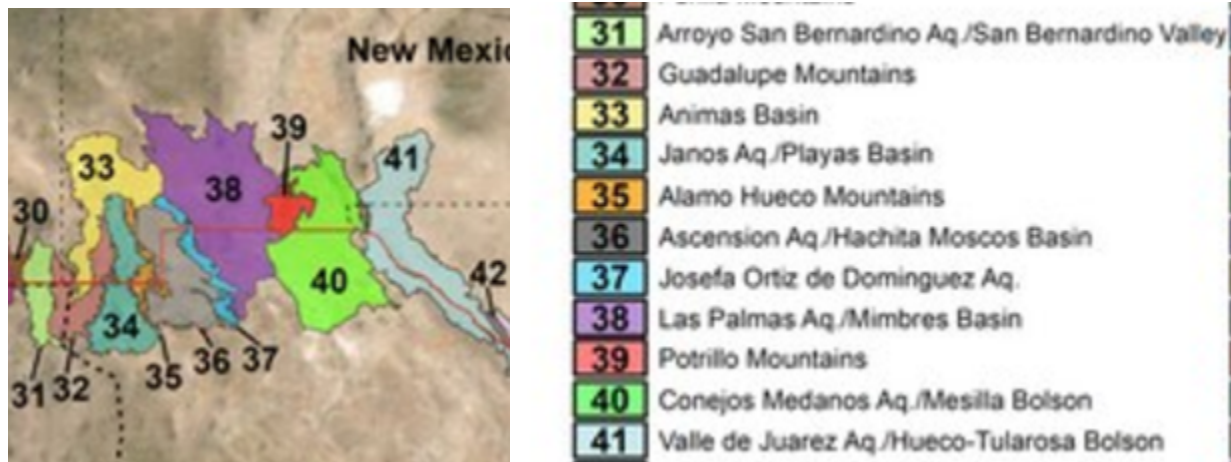 New Mexic
39
41
33
38
30
42
40
34
36
37
35
31
32
31 Arroyo San Bernardino Aq./San Bernardino Valley
32 Guadalupe Mountains
33 Animas Basin
34 Janos Aq./Playas Basin
35 Alamo Hueco Mountains
36 Ascension Aq./Hachita Moscos Basin
37 Josefa Ortiz de Dominguez Aq.
38 Las Palmas Aq./Mimbres Basin
39 Potrillo Mountains
40 Conejos Medanos Aq./Mesilla Bolson
41 Valle de Juarez Aq./Hueco-Tularosa Bolson